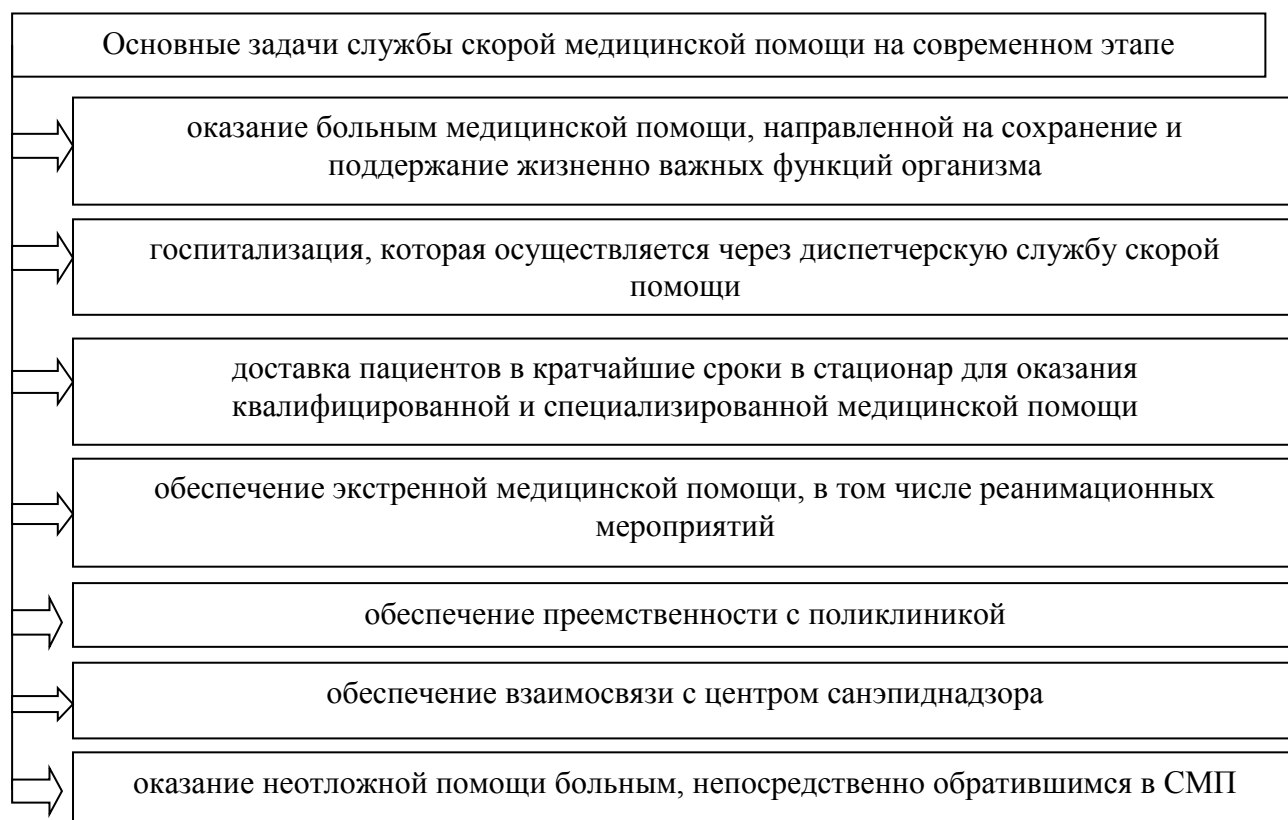 Основные задачи службы скорой медицинской помощи на современном этапе
оказание больным медицинской помощи, направленной на сохранение и
поддержание жизненно важных функций организма
госпитализация, которая осуществляется через диспетчерскую службу скорой
помощи
доставка пациентов в кратчайшие сроки в стационар для оказания
квалифицированной и специализированной медицинской помощи
обеспечение экстренной медицинской помощи, в том числе реанимационных
мероприятий
обеспечение преемственности с поликлиникой
обеспечение взаимосвязи с центром санэпиднадзора
оказание неотложной помощи больным, непосредственно обратившимся в СМП